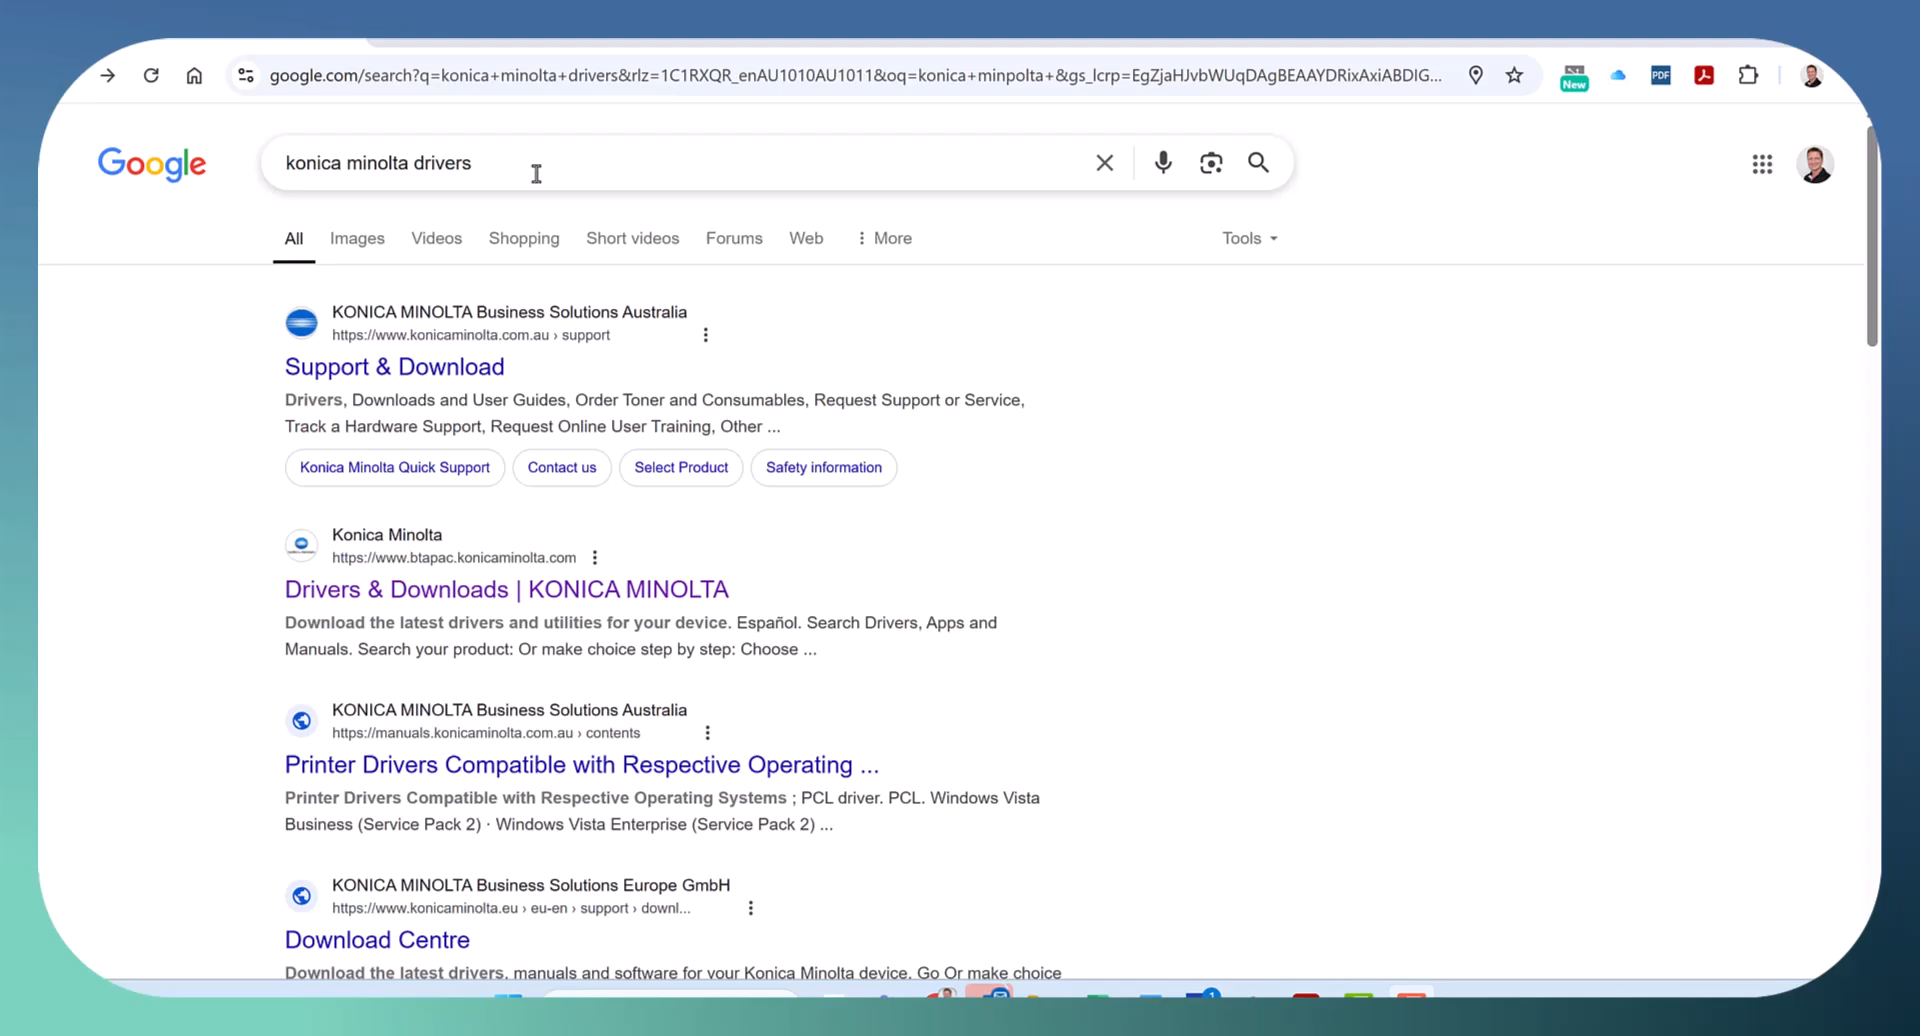 google.com/search?q=konica+minolta+drivers&rlz=1C1RXQR_enAU1010AU1011&oq=konica+minpolta+&gs_lcrp=EgZjaHJvbWUqDAgBEAAYDRixAxiABDIG...
New
PDF
Google
konica minolta drivers
All Images Videos Shopping Short videos Forums Web More Tools
KONICA MINOLTA Business Solutions Australia
https://www.konicaminolta.com.au › support
Support & Download
Drivers, Downloads and User Guides, Order Toner and Consumables, Request Support or Service,
Track a Hardware Support, Request Online User Training, Other ...
Konica Minolta Quick Support Contact us Select Product Safety information
Konica Minolta
https://www.btapac.konicaminolta.com
Drivers & Downloads | KONICA MINOLTA
Download the latest drivers and utilities for your device. Español. Search Drivers, Apps and
Manuals. Search your product: Or make choice step by step: Choose ...
KONICA MINOLTA Business Solutions Australia
https://manuals.konicaminolta.com.au › contents
Printer Drivers Compatible with Respective Operating ...
Printer Drivers Compatible with Respective Operating Systems ; PCL driver. PCL. Windows Vista
Business (Service Pack 2) · Windows Vista Enterprise (Service Pack 2) ...
KONICA MINOLTA Business Solutions Europe GmbH
https://www.konicaminolta.eu › eu-en › support › downl...
Download Centre
Download the latest drivers, manuals and software for your Konica Minolta device. Go Or make choice
1